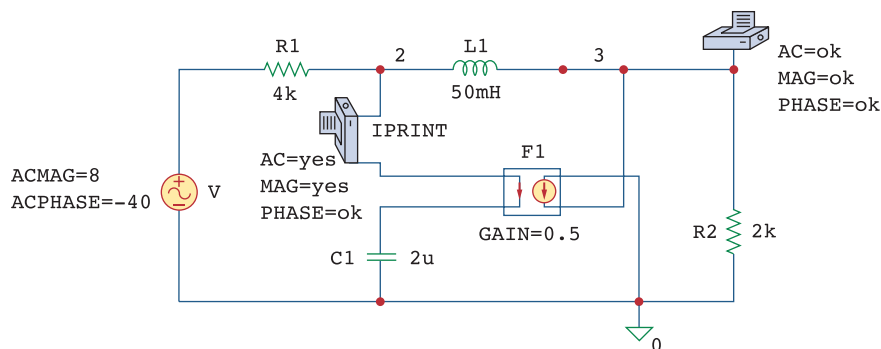 R1
4k
2
L1
50mH
3
AC=ok
MAG=ok
PHASE=ok
IPRINT
AC=yes
MAG=yes
PHASE=ok
F1
GAIN=0.5
ACMAG=8
ACPHASE=-40
+
V
−
C1
2u
R2
2k
0